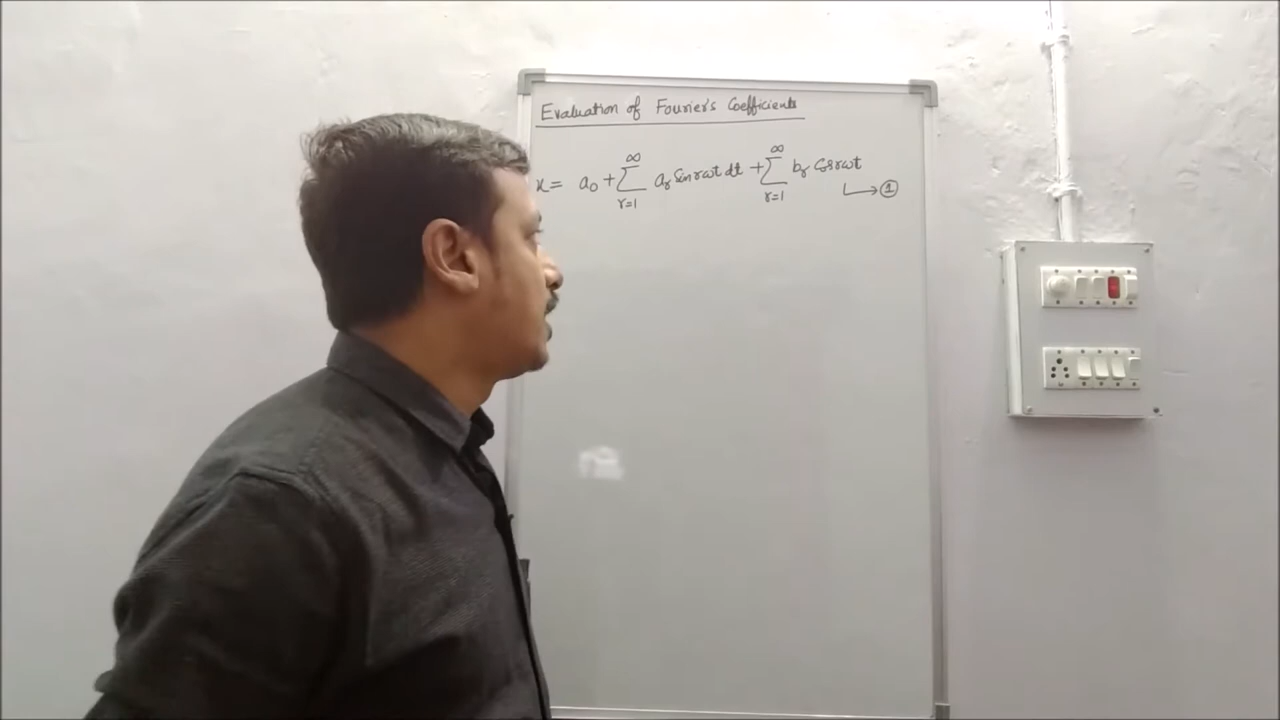 Evaluation of Fourier's Coefficients
x = a₀ + ∞∑r=1 aᵣ Sin rωt dt + ∞∑r=1 bᵣ Cos rωt
→ ①